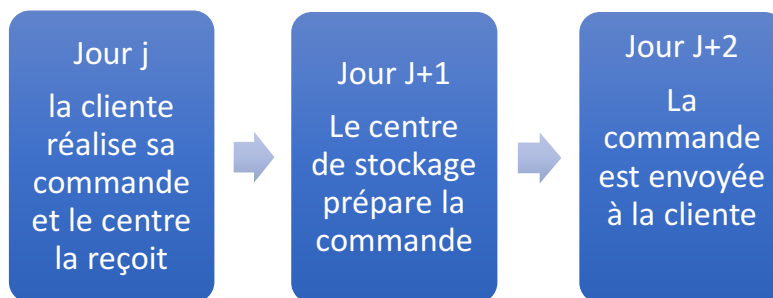 Jour j
la cliente
réalise sa
commande
et le centre
la reçoit
Jour J+1
Le centre
de stockage
prépare la
commande
Jour J+2
La
commande
est envoyée
à la cliente